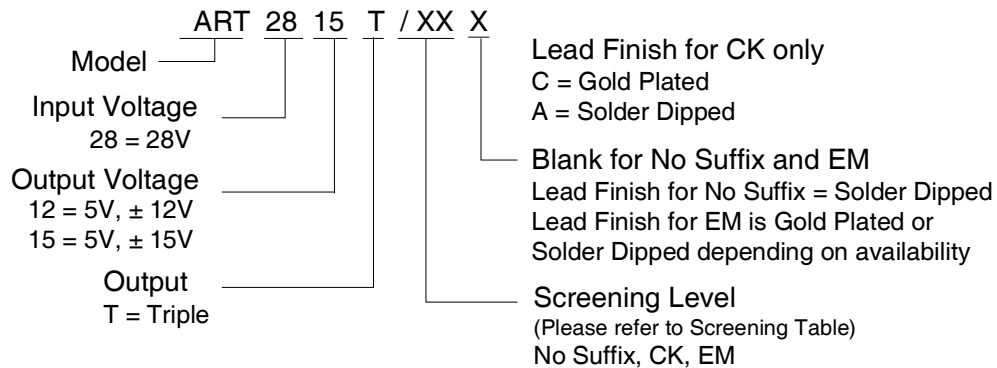 ART 28 15 T / XX X
Model
Input Voltage
28 = 28V
Output Voltage
12 = 5V, ± 12V
15 = 5V, ± 15V
Output
T = Triple
Lead Finish for CK only
C = Gold Plated
A = Solder Dipped
Blank for No Suffix and EM
Lead Finish for No Suffix = Solder Dipped
Lead Finish for EM is Gold Plated or
Solder Dipped depending on availability
Screening Level
(Please refer to Screening Table)
No Suffix, CK, EM